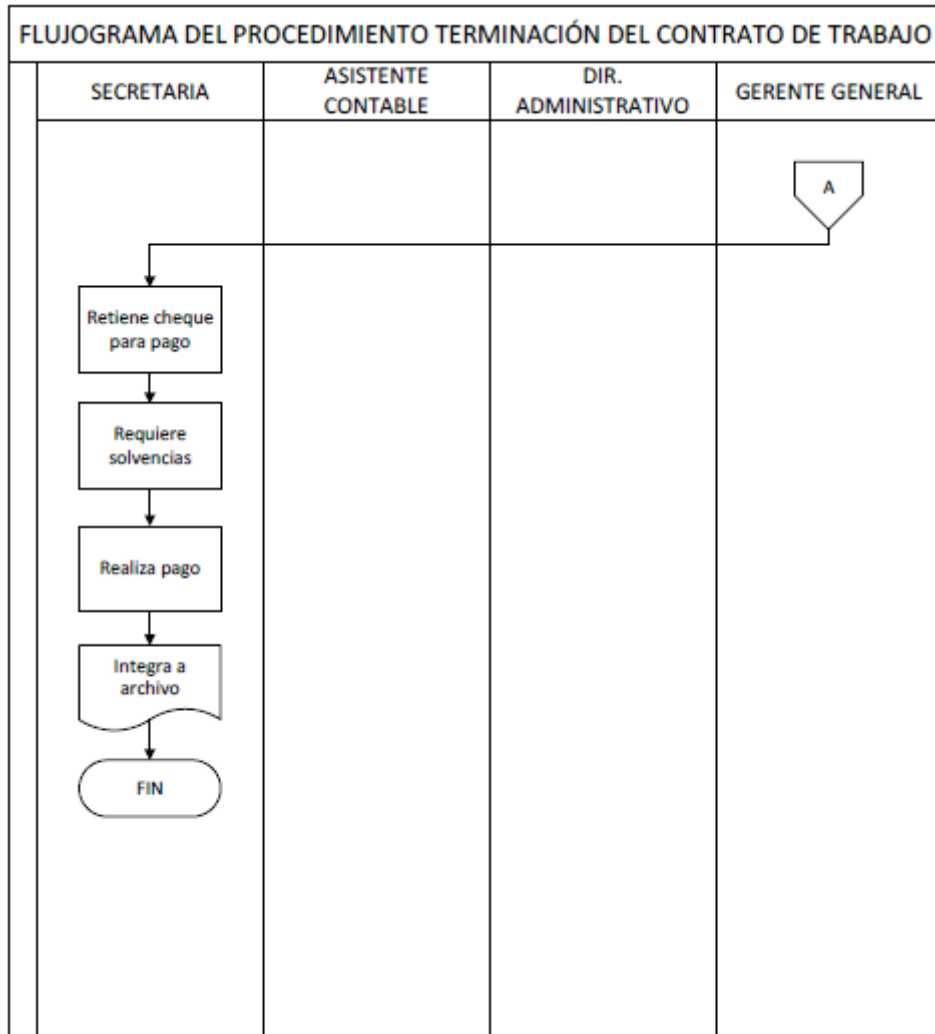 FLUJOGRAMA DEL PROCEDIMIENTO TERMINACIÓN DEL CONTRATO DE TRABAJO
SECRETARIA
ASISTENTE
CONTABLE
DIR.
ADMINISTRATIVO
GERENTE GENERAL
A
Retiene cheque
para pago
Requiere
solvencias
Realiza pago
Integra a
archivo
FIN